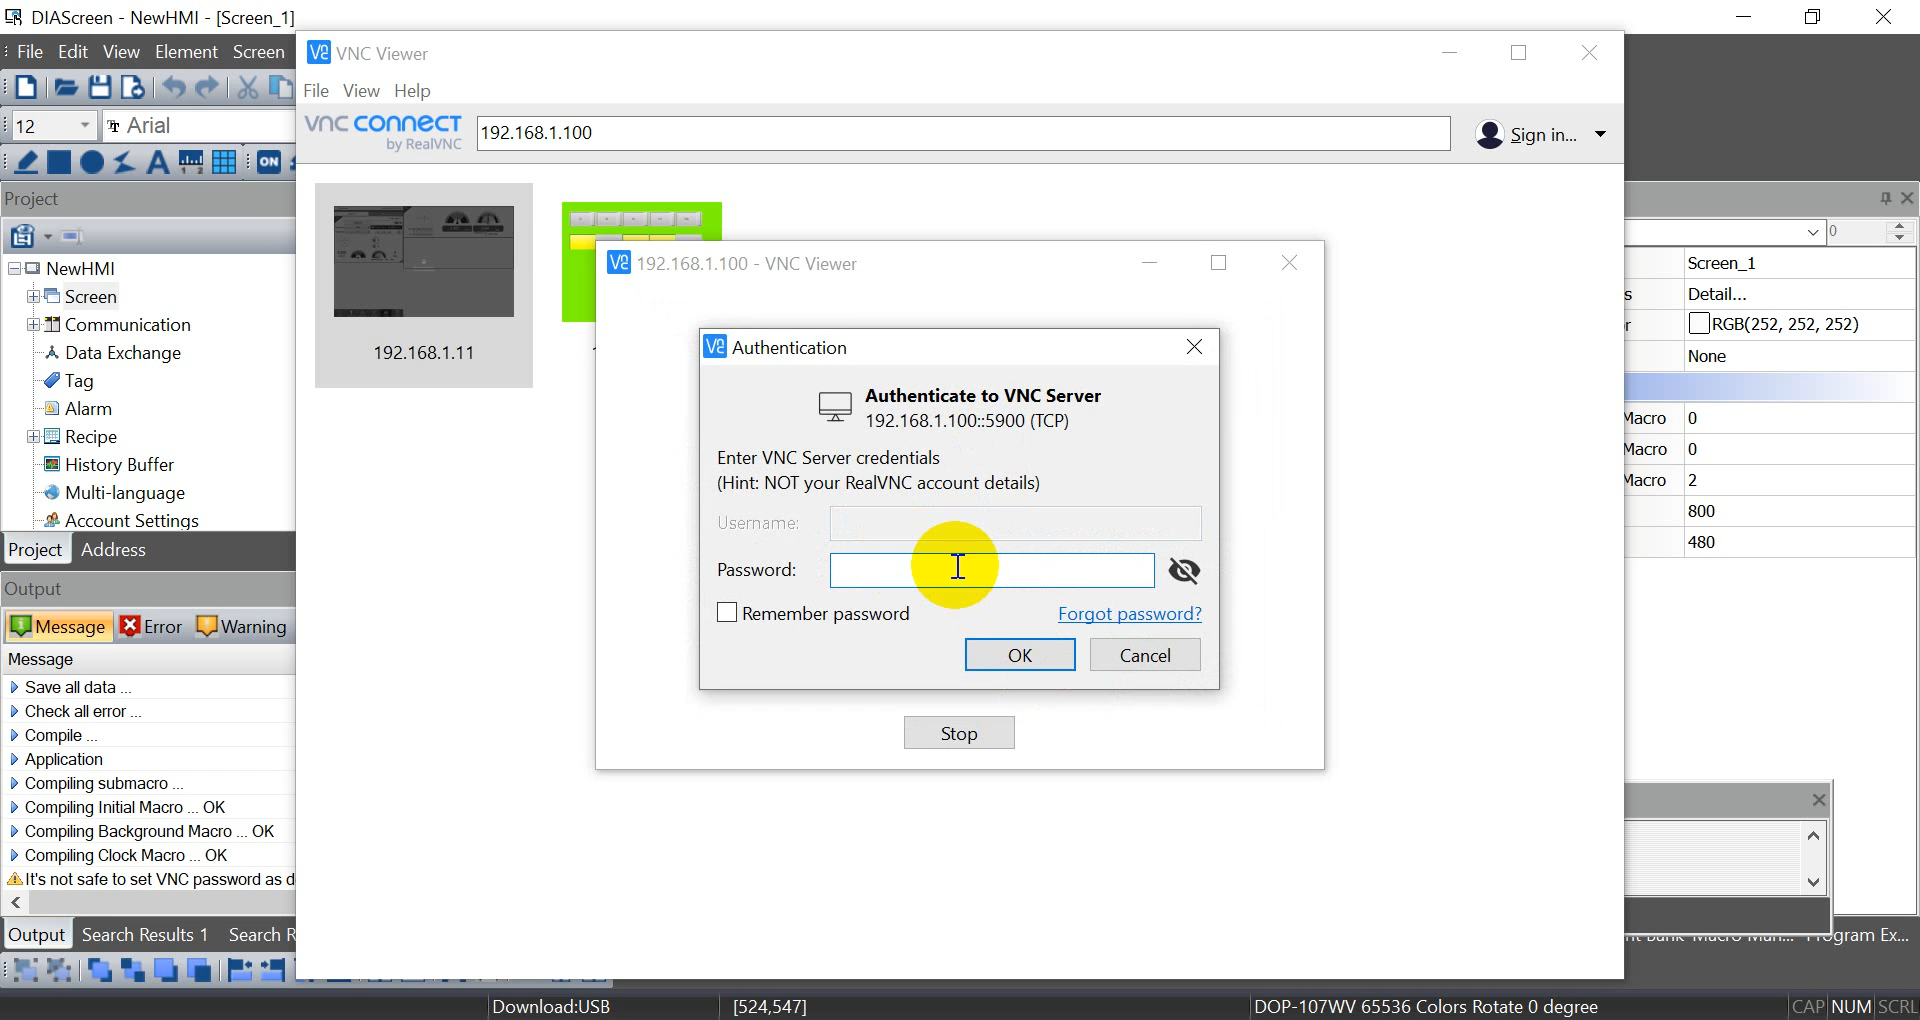 DIAScreen - NewHMI - [Screen_1]
File Edit View Element Screen
12 Arial
ON
Project
NewHMI
Screen
Communication
Data Exchange
Tag
Alarm
Recipe
History Buffer
Multi-language
Account Settings
Project Address
Output
Message Error Warning
Message
Save all data ...
Check all error ...
Compile ...
Application
Compiling submacro ...
Compiling Initial Macro ... OK
Compiling Background Macro ... OK
Compiling Clock Macro ... OK
It's not safe to set VNC password as d
Output Search Results 1 Search R
VNC Viewer
File View Help
vnc connect
by RealVNC
192.168.1.100
Sign in...
192.168.1.11
192.168.1.100 - VNC Viewer
Authentication
Authenticate to VNC Server
192.168.1.100::5900 (TCP)
Enter VNC Server credentials
(Hint: NOT your RealVNC account details)
Username:
Password:
Remember password Forgot password?
OK Cancel
Stop
0
Screen_1
Detail...
RGB(252, 252, 252)
None
Macro 0
Macro 0
Macro 2
800
480
Download:USB [524,547] DOP-107WV 65536 Colors Rotate 0 degree CAP NUM SCRL